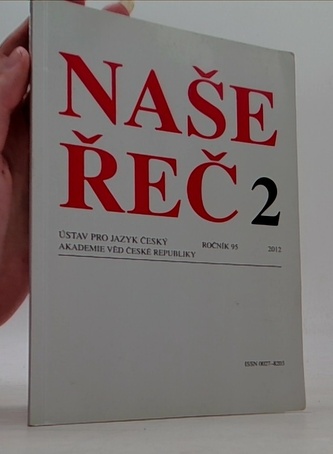 NAŠE
ŘEČ 2
ÚSTAV PRO JAZYK ČESKÝ ROČNÍK 95 2012
AKADEMIE VĚD ČESKÉ REPUBLIKY
ISSN 0027-8203